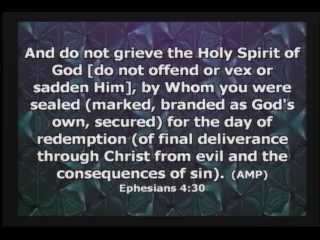 And do not grieve the Holy Spirit of
God [do not offend or vex or
sadden Him], by Whom you were
sealed (marked, branded as God's
own, secured) for the day of
redemption (of final deliverance
through Christ from evil and the
consequences of sin). (AMP)
Ephesians 4:30